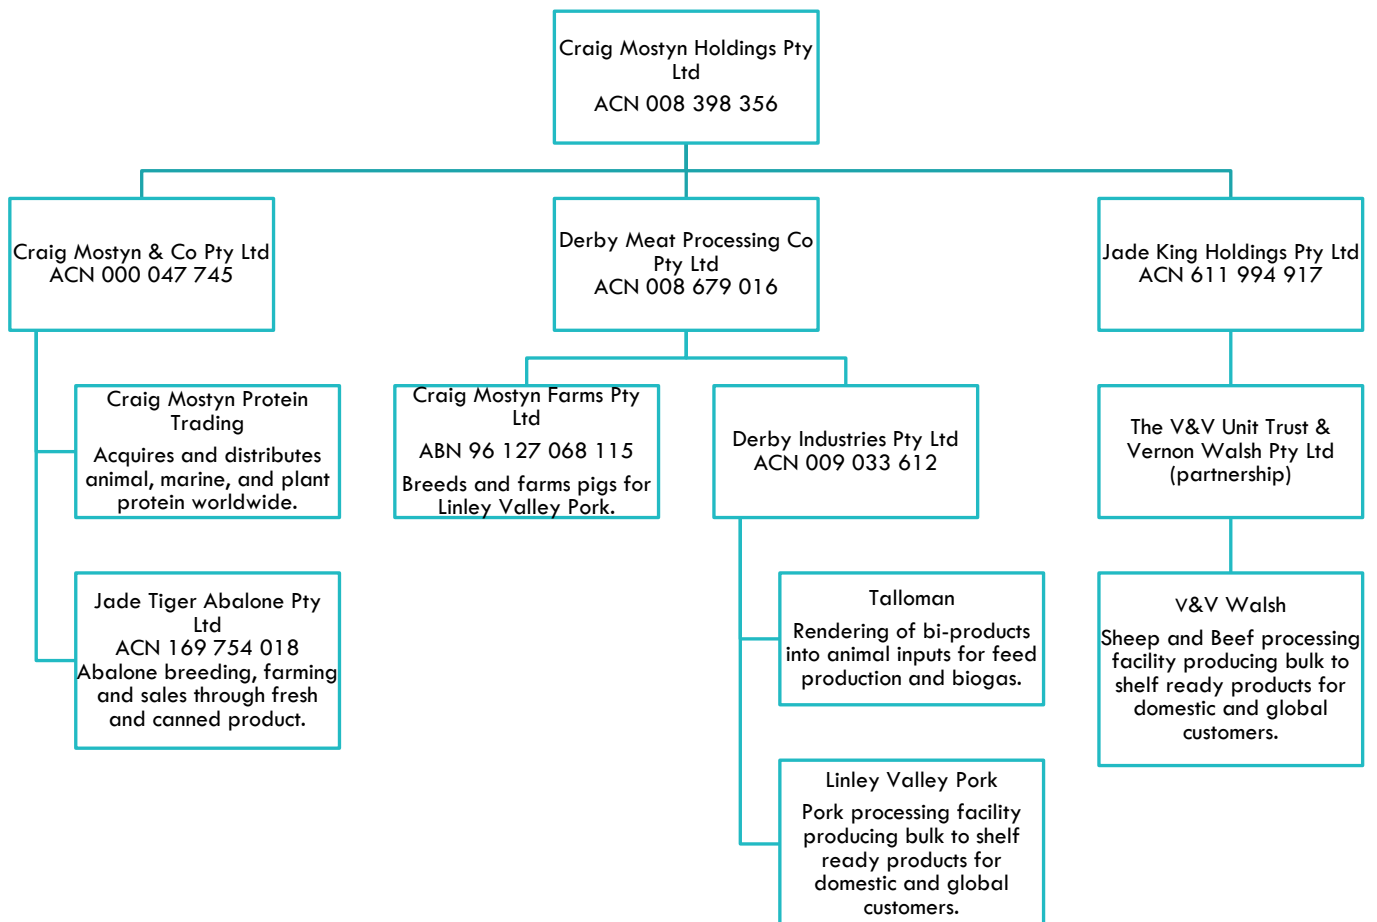 Craig Mostyn Holdings Pty
Ltd
ACN 008 398 356
Craig Mostyn & Co Pty Ltd
ACN 000 047 745
Derby Meat Processing Co
Pty Ltd
ACN 008 679 016
Jade King Holdings Pty Ltd
ACN 611 994 917
Craig Mostyn Protein
Trading
Acquires and distributes
animal, marine, and plant
protein worldwide.
Craig Mostyn Farms Pty
Ltd
ABN 96 127 068 115
Breeds and farms pigs for
Linley Valley Pork.
Derby Industries Pty Ltd
ACN 009 033 612
The V&V Unit Trust &
Vernon Walsh Pty Ltd
(partnership)
Jade Tiger Abalone Pty
Ltd
ACN 169 754 018
Abalone breeding, farming
and sales through fresh
and canned product.
Talloman
Rendering of bi-products
into animal inputs for feed
production and biogas.
V&V Walsh
Sheep and Beef processing
facility producing bulk to
shelf ready products for
domestic and global
customers.
Linley Valley Pork
Pork processing facility
producing bulk to shelf
ready products for
domestic and global
customers.